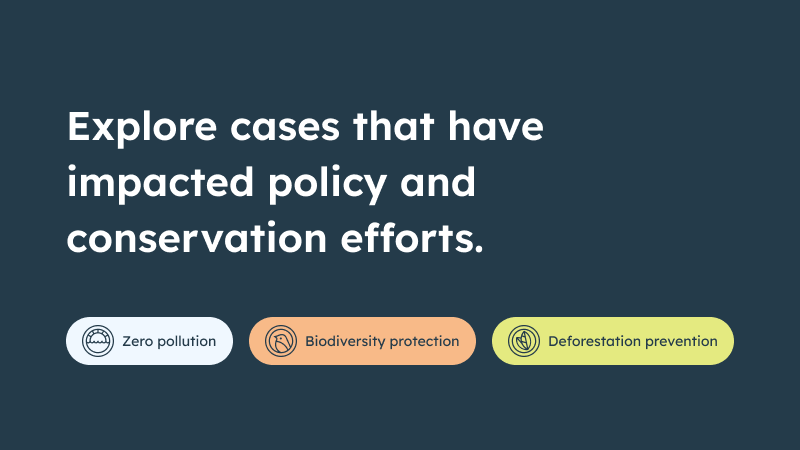 Explore cases that have
impacted policy and
conservation efforts.
Zero pollution
Biodiversity protection
Deforestation prevention